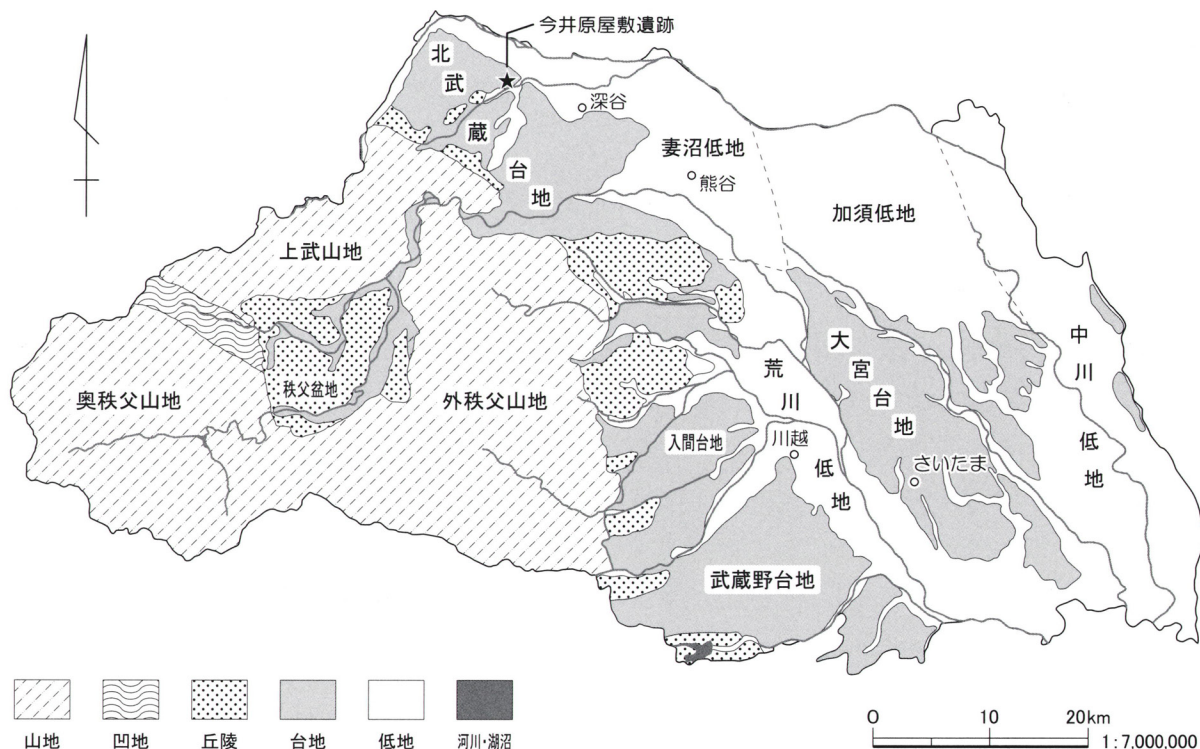 今井原屋敷遺跡
北武蔵台地
深谷
妻沼低地
熊谷
加須低地
上武山地
中川低地
大宮台地
荒川低地
秩父盆地
奥秩父山地
外秩父山地
入間台地
川越
さいたま
武蔵野台地
山地
凹地
丘陵
台地
低地
河川・湖沼
0 10 20km
1:7,000,000